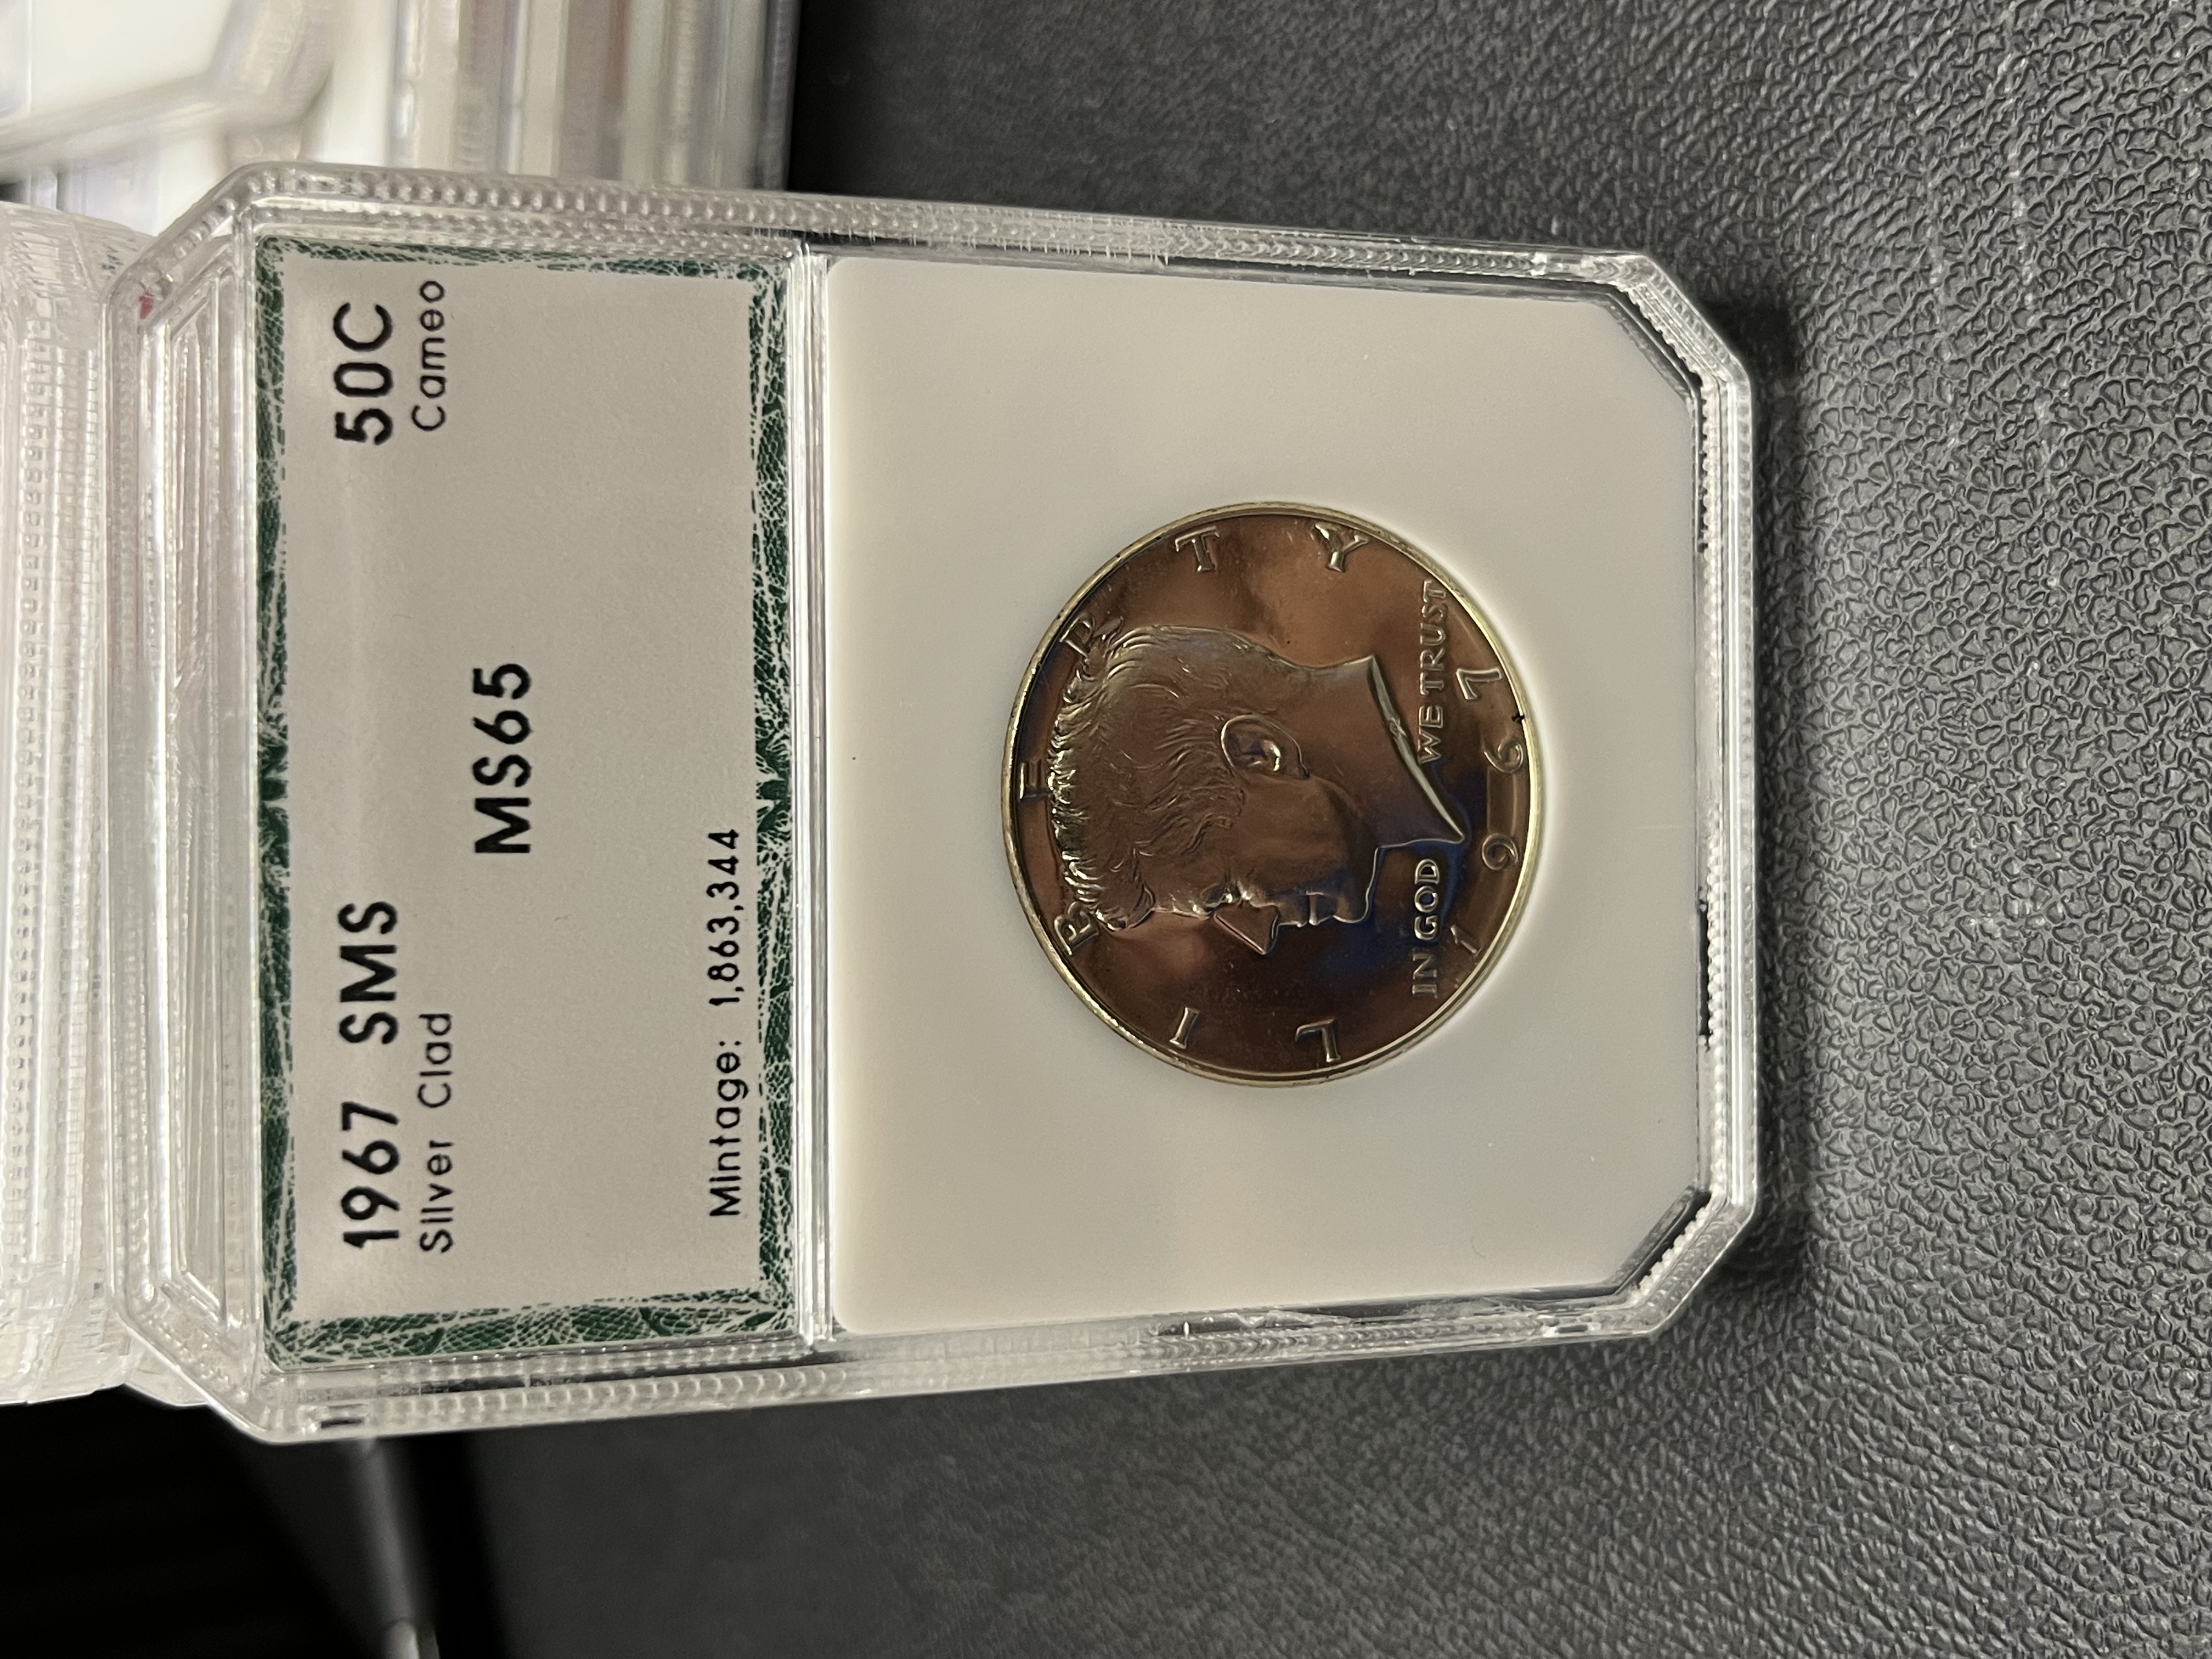 1967 SMS 50C
Silver Clad Cameo
MS65
Mintage: 1,863,344
LIBERTY
IN GOD WE TRUST
1967